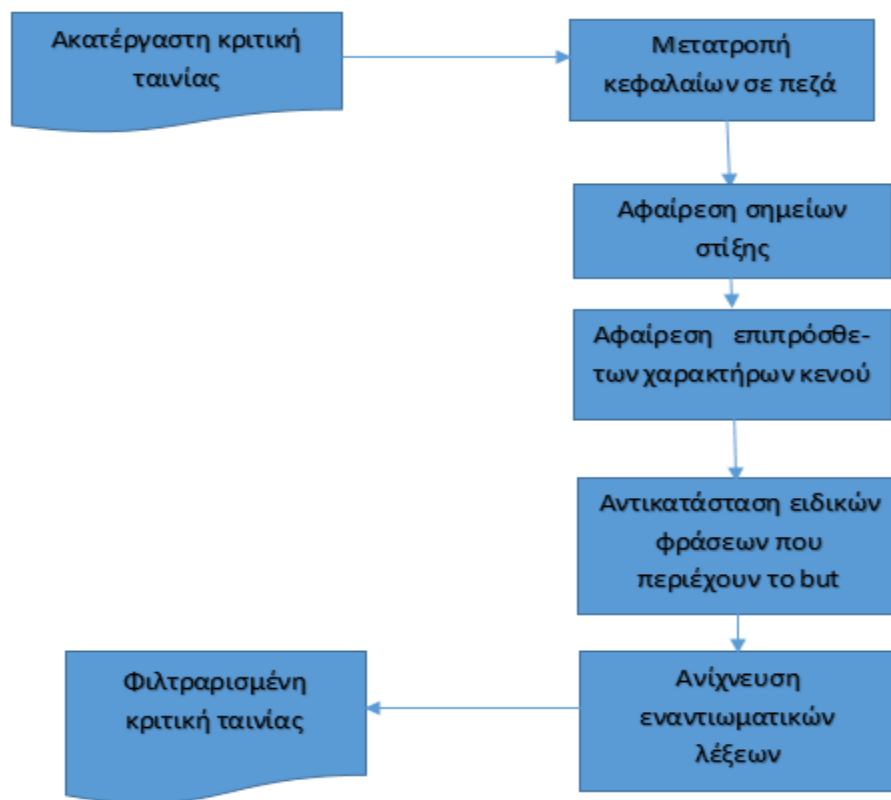 Ακατέργαστη κριτική
ταινίας
Μετατροπή
κεφαλαίων σε πεζά
Αφαίρεση σημείων
στίξης
Αφαίρεση επιπρόσθε-
των χαρακτήρων κενού
Αντικατάσταση ειδικών
φράσεων που
περιέχουν το but
Ανίχνευση
εναντιωματικών
λέξεων
Φιλτραρισμένη
κριτική ταινίας